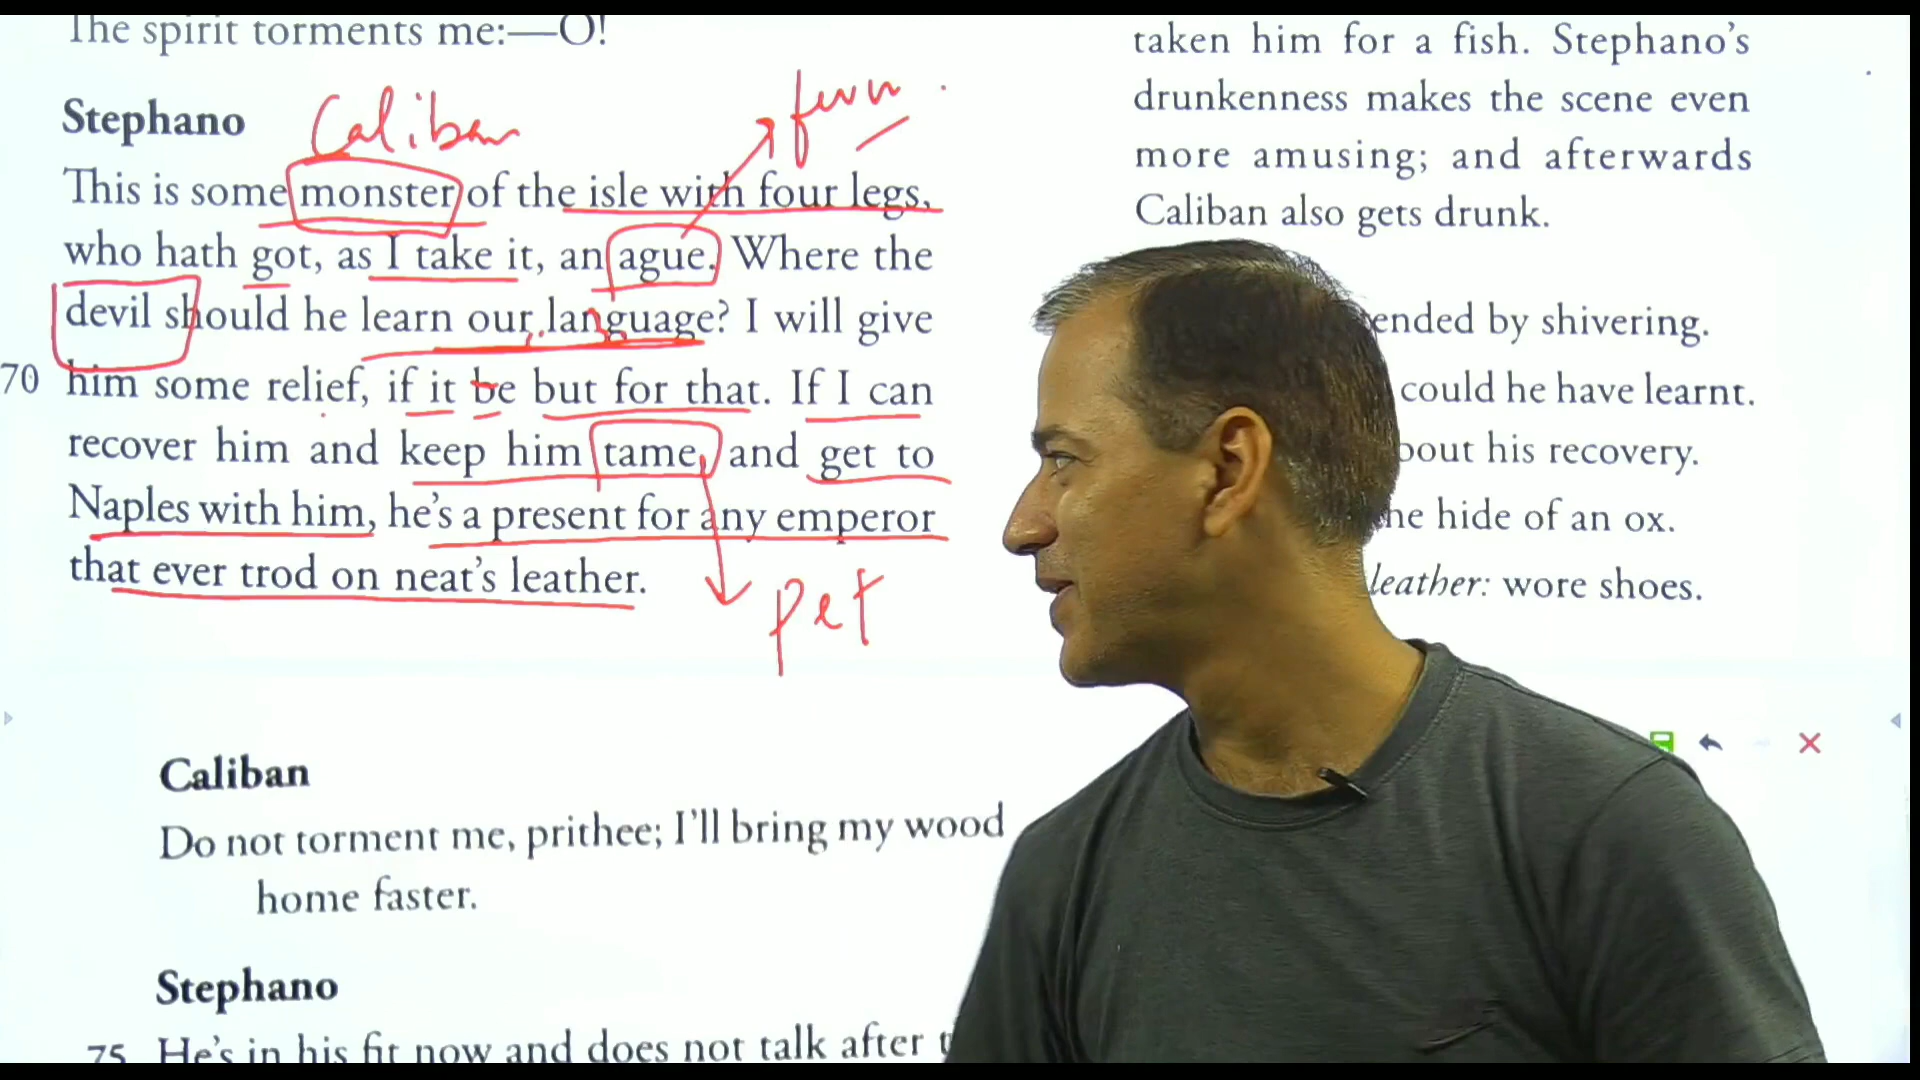 The spirit torments me:—O!
Stephano
Caliban
This is some monster of the isle with four legs,
who hath got, as I take it, an ague. Where the
devil should he learn our language? I will give
70 him some relief, if it be but for that. If I can
recover him and keep him tame, and get to
Naples with him, he's a present for any emperor
that ever trod on neat's leather.
pet
Caliban
Do not torment me, prithee; I'll bring my wood
home faster.
Stephano
75 He's in his fit now and does not talk after
taken him for a fish. Stephano's
drunkenness makes the scene even
more amusing; and afterwards
Caliban also gets drunk.
ended by shivering.
could he have learnt.
his recovery.
hide of an ox.
leather: wore shoes.